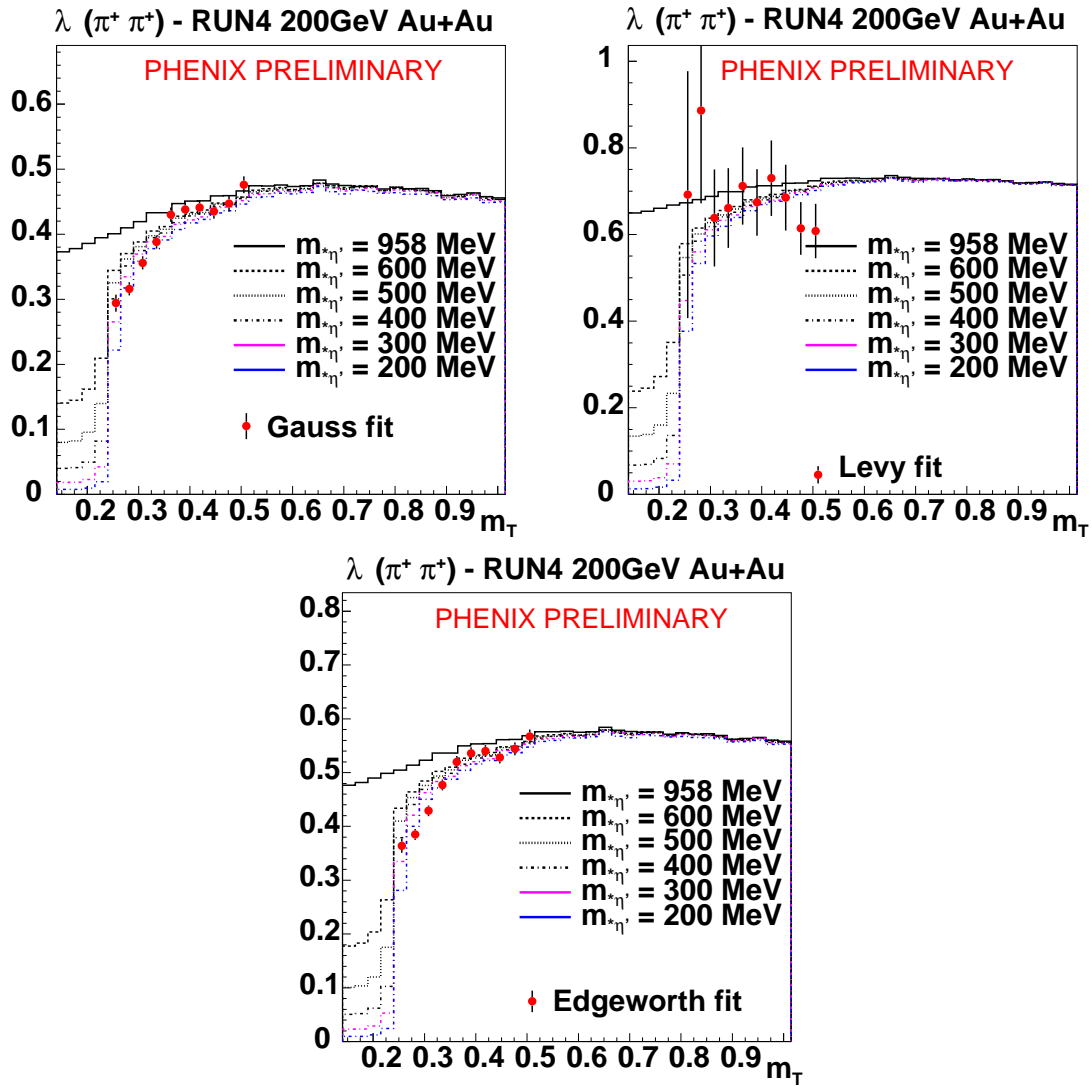 λ (π⁺ π⁺) - RUN4 200GeV Au+Au
PHENIX PRELIMINARY
0.6
0.5
0.4
0.3
0.2
0.1
0
m*η' = 958 MeV
m*η' = 600 MeV
m*η' = 500 MeV
m*η' = 400 MeV
m*η' = 300 MeV
m*η' = 200 MeV
Gauss fit
0.2 0.3 0.4 0.5 0.6 0.7 0.8 0.9
m_T
λ (π⁺ π⁺) - RUN4 200GeV Au+Au
PHENIX PRELIMINARY
1
0.8
0.6
0.4
0.2
0
m*η' = 958 MeV
m*η' = 600 MeV
m*η' = 500 MeV
m*η' = 400 MeV
m*η' = 300 MeV
m*η' = 200 MeV
Levy fit
0.2 0.3 0.4 0.5 0.6 0.7 0.8 0.9
m_T
λ (π⁺ π⁺) - RUN4 200GeV Au+Au
PHENIX PRELIMINARY
0.8
0.7
0.6
0.5
0.4
0.3
0.2
0.1
0
m*η' = 958 MeV
m*η' = 600 MeV
m*η' = 500 MeV
m*η' = 400 MeV
m*η' = 300 MeV
m*η' = 200 MeV
Edgeworth fit
0.2 0.3 0.4 0.5 0.6 0.7 0.8 0.9
m_T